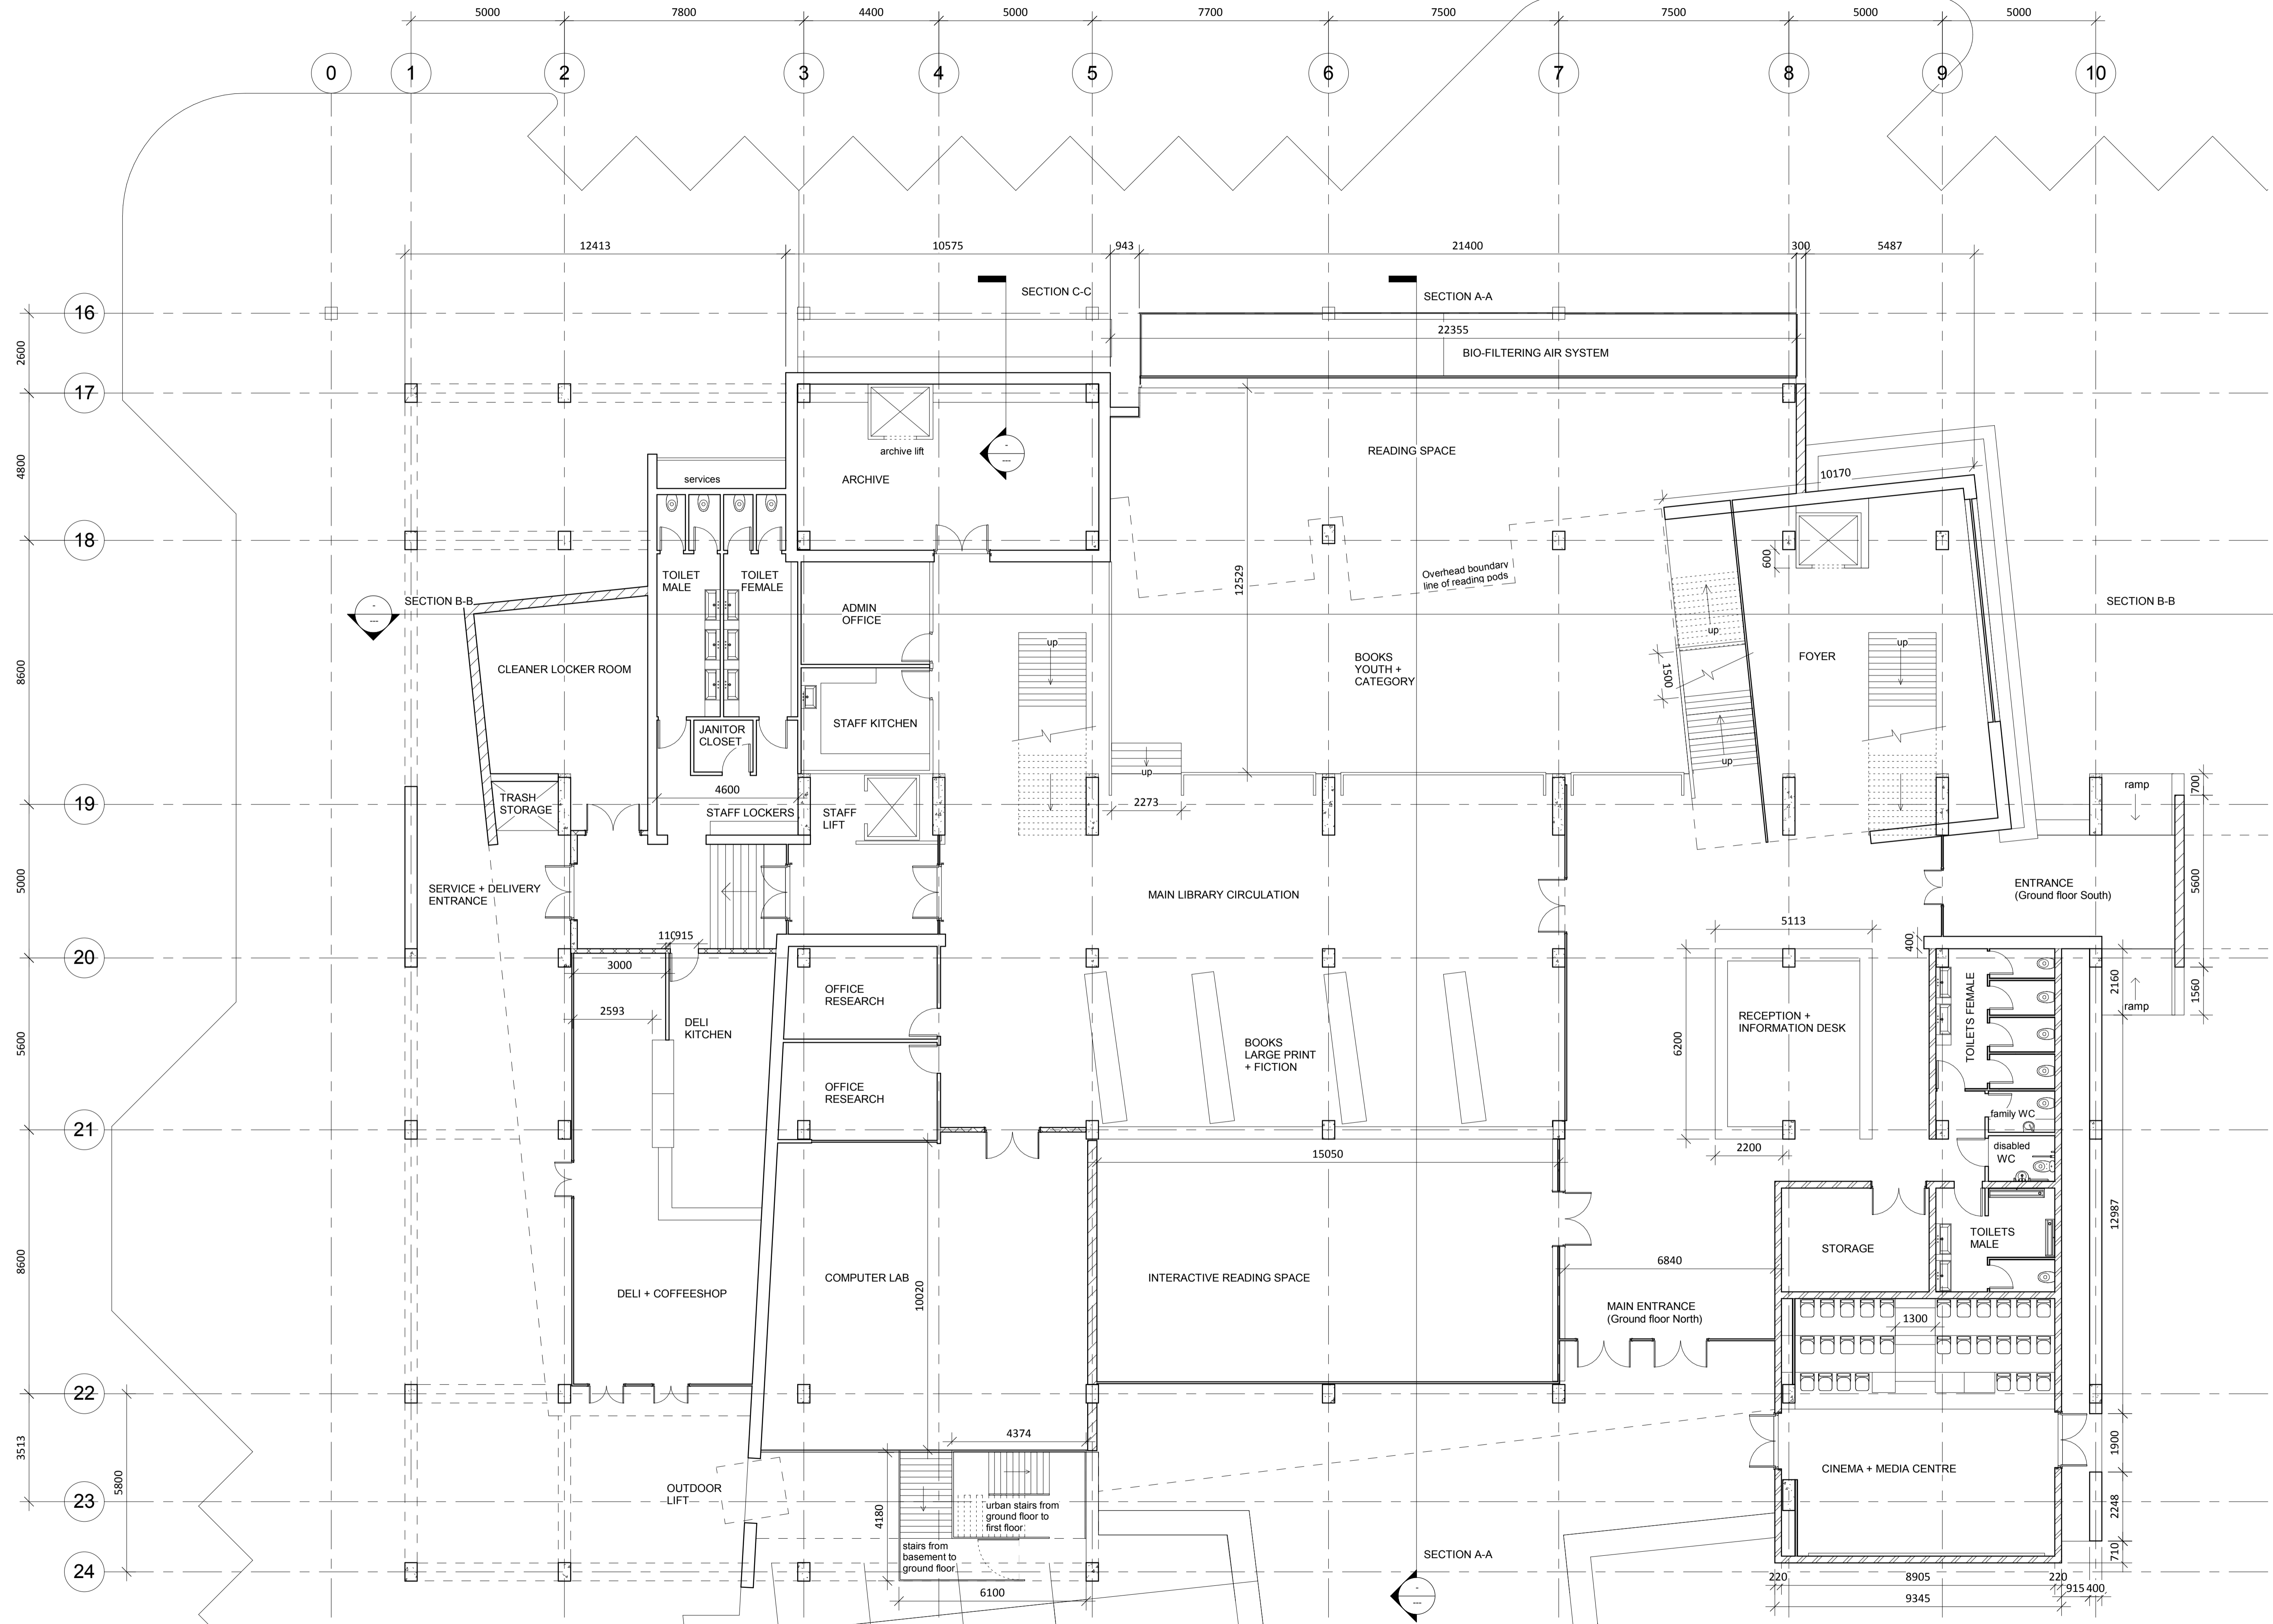 5000 7800 4400 5000 7700 7500 7500 5000 5000
0 1 2 3 4 5 6 7 8 9 10
12413 10575 943 21400 300 5487
SECTION C-C
SECTION A-A
16
22355
2600
BIO-FILTERING AIR SYSTEM
17
READING SPACE
archive lift
-
---
4800
10170
services
ARCHIVE
18
600
TOILET
MALE
TOILET
FEMALE
12529
Overhead boundary
line of reading pods
SECTION B-B
-
---
ADMIN
OFFICE
SECTION B-B
up
up
up
CLEANER LOCKER ROOM
BOOKS
YOUTH +
CATEGORY
1500
FOYER
8600
STAFF KITCHEN
JANITOR
CLOSET
up
up
4600
700
ramp
19
TRASH
STORAGE
STAFF LOCKERS
STAFF
LIFT
2273
5000
SERVICE + DELIVERY
ENTRANCE
MAIN LIBRARY CIRCULATION
ENTRANCE
(Ground floor South)
5600
5113
110
915
400
20
3000
2593
OFFICE
RESEARCH
2160
1560
ramp
DELI
KITCHEN
RECEPTION +
INFORMATION DESK
TOILETS FEMALE
5600
BOOKS
LARGE PRINT
+ FICTION
6200
OFFICE
RESEARCH
family WC
21
15050
2200
disabled
WC
12987
TOILETS
MALE
STORAGE
8600
COMPUTER LAB
10020
INTERACTIVE READING SPACE
6840
DELI + COFFEESHOP
MAIN ENTRANCE
(Ground floor North)
1300
22
4374
3513
5800
1900
CINEMA + MEDIA CENTRE
OUTDOOR
LIFT
23
4180
urban stairs from
ground floor to
first floor
2248
stairs from
basement to
ground floor
SECTION A-A
710
24
-
---
6100
220 8905 220
915 400
9345